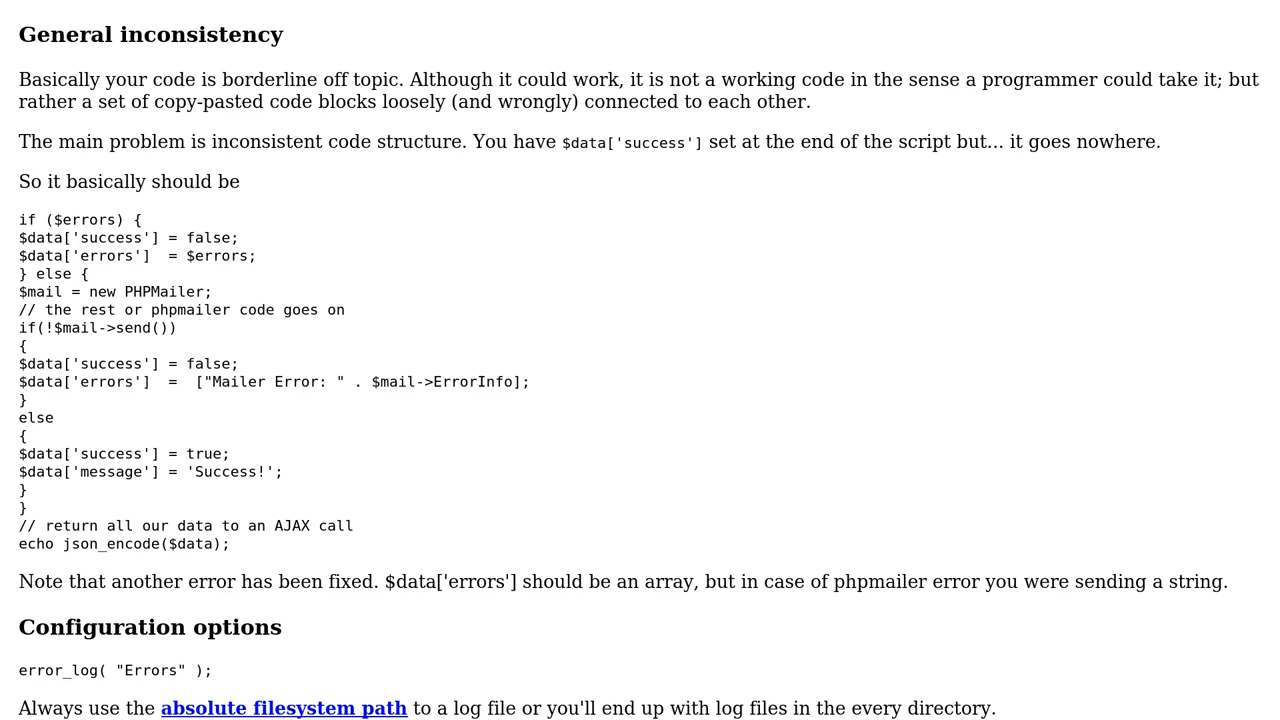 General inconsistency
Basically your code is borderline off topic. Although it could work, it is not a working code in the sense a programmer could take it; but
rather a set of copy-pasted code blocks loosely (and wrongly) connected to each other.
The main problem is inconsistent code structure. You have $data['success'] set at the end of the script but... it goes nowhere.
So it basically should be
if ($errors) {
$data['success'] = false;
$data['errors']  = $errors;
} else {
$mail = new PHPMailer;
// the rest or phpmailer code goes on
if(!$mail->send())
{
$data['success'] = false;
$data['errors']  =  ["Mailer Error: " . $mail->ErrorInfo];
}
else
{
$data['success'] = true;
$data['message'] = 'Success!';
}
}
// return all our data to an AJAX call
echo json_encode($data);
Note that another error has been fixed. $data['errors'] should be an array, but in case of phpmailer error you were sending a string.
Configuration options
error_log( "Errors" );
Always use the absolute filesystem path to a log file or you'll end up with log files in the every directory.